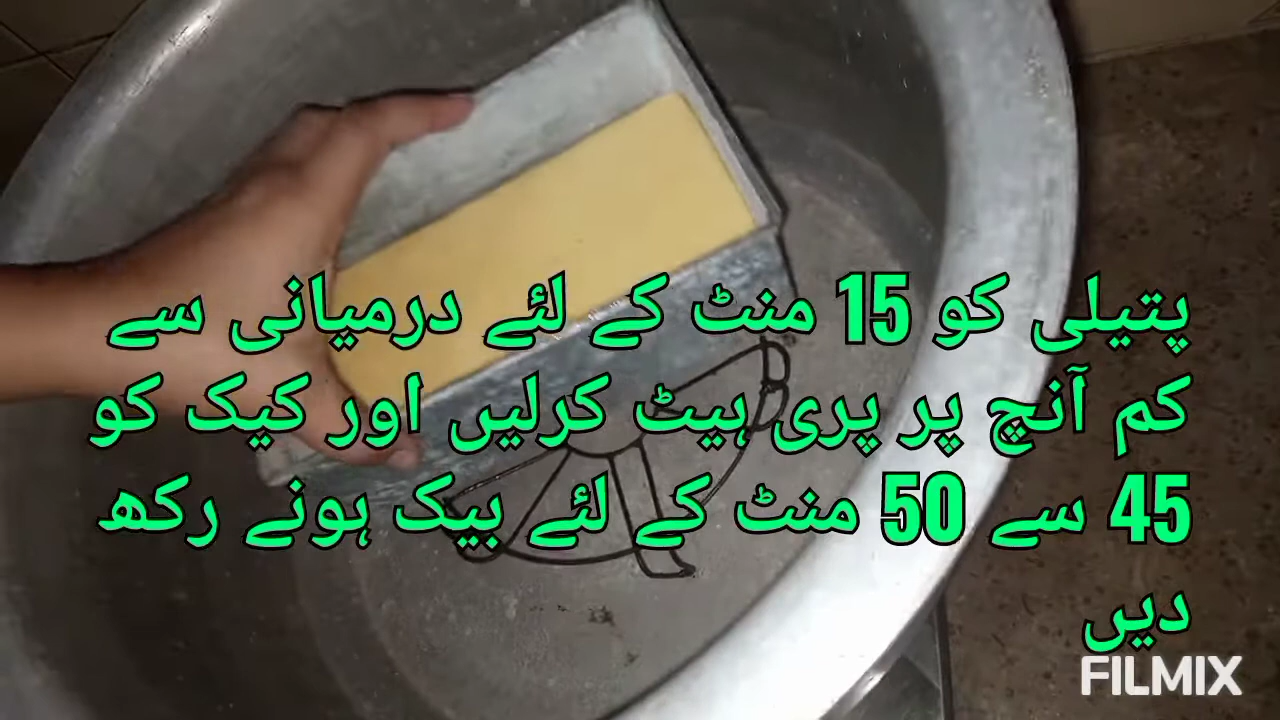 پتیلی کو 15 منٹ کے لئے درمیانی سے
کم آنچ پر پری ہیٹ کرلیں اور کیک کو
45 سے 50 منٹ کے لئے بیک ہونے رکھ
دیں
FILMIX